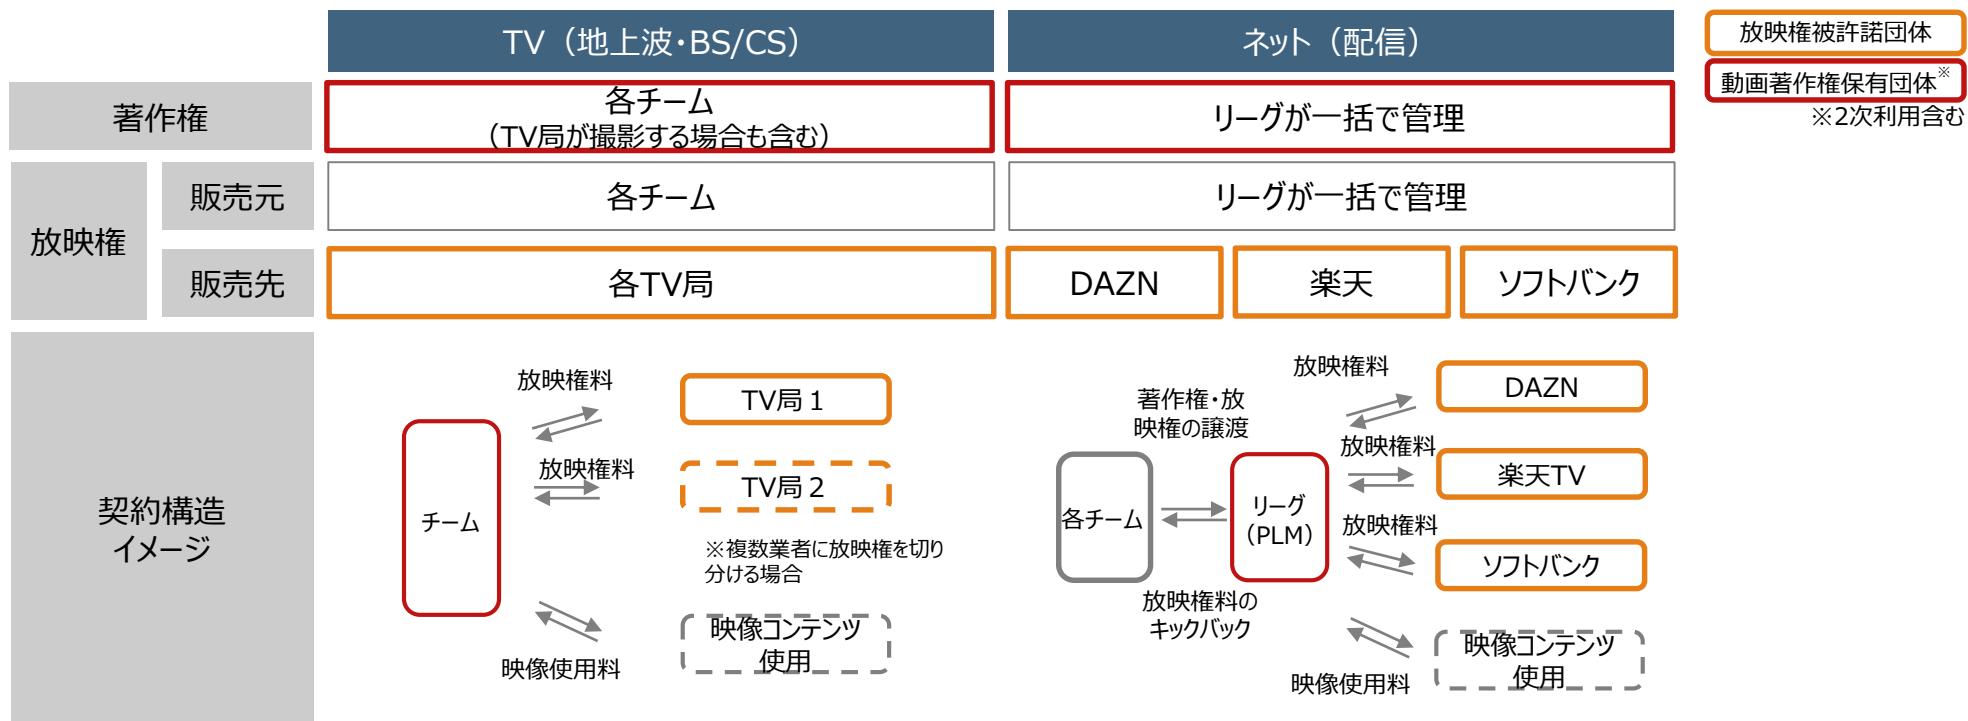 TV（地上波・BS/CS）
ネット（配信）
放映権被許諾団体
動画著作権保有団体※
※2次利用含む
著作権
各チーム
（TV局が撮影する場合も含む）
リーグが一括で管理
放映権
販売元
各チーム
リーグが一括で管理
販売先
各TV局
DAZN
楽天
ソフトバンク
契約構造
イメージ
チーム
放映権料
TV局１
放映権料
TV局２
※複数業者に放映権を切り
分ける場合
映像使用料
映像コンテンツ
使用
各チーム
著作権・放
映権の譲渡
放映権料の
キックバック
リーグ
（PLM）
放映権料
DAZN
放映権料
楽天TV
放映権料
ソフトバンク
映像使用料
映像コンテンツ
使用